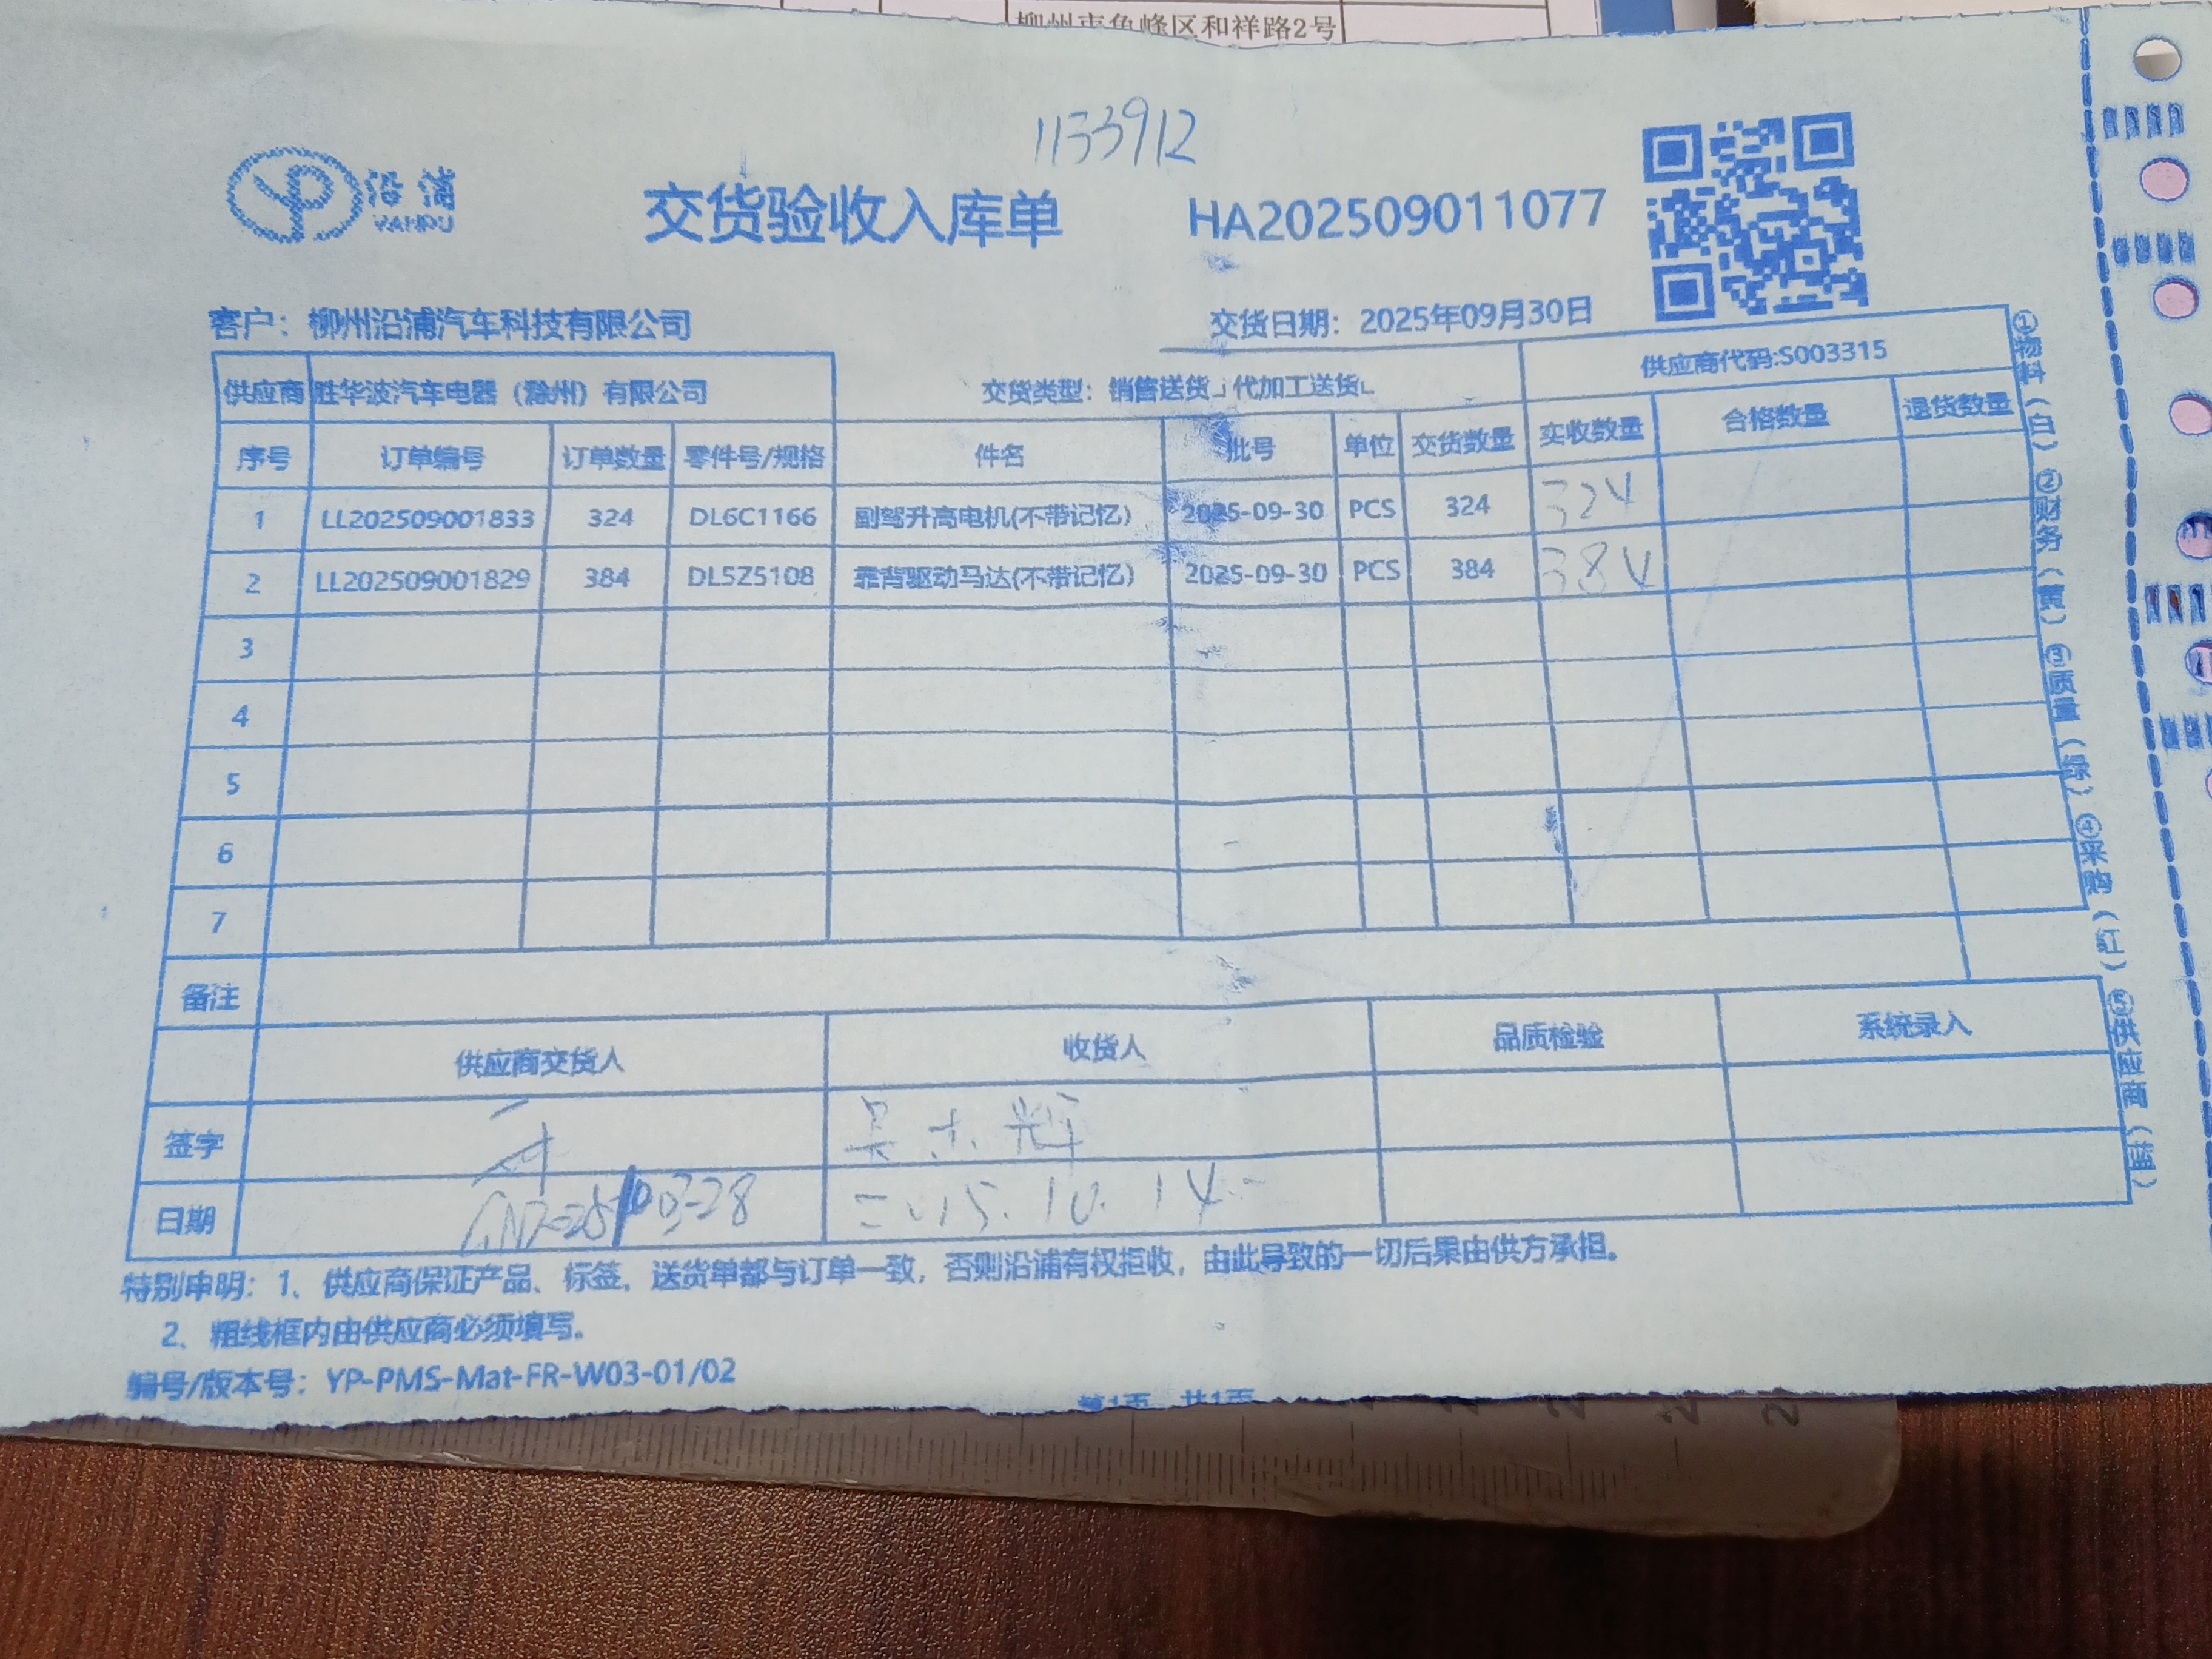 柳州市鱼峰区和祥路2号
1133912
沿浦
YANPU
交货验收入库单
HA202509011077
客户：柳州沿浦汽车科技有限公司
交货日期：2025年09月30日
供应商 胜华波汽车电器（滁州）有限公司 交货类型：销售送货 代加工送货 供应商代码:S003315
序号 订单编号 订单数量 零件号/规格 件名 批号 单位 交货数量 实收数量 合格数量 退货数量
1 LL202509001833 324 DL6C1166 副驾升高电机(不带记忆) 2025-09-30 PCS 324 324
2 LL202509001829 384 DL5Z5108 靠背驱动马达(不带记忆) 2025-09-30 PCS 384 384
3
4
5
6
7
备注
供应商交货人 收货人 品质检验 系统录入
签字 吴 辉
日期 03-28 10.14
特别申明：1、供应商保证产品、标签、送货单都与订单一致，否则沿浦有权拒收，由此导致的一切后果由供方承担。
2、粗线框内由供应商必须填写。
编号/版本号：YP-PMS-Mat-FR-W03-01/02
第1页 共1页
①物料（白）②财务（黄）③质量（绿）④采购（红）⑤供应商（蓝）